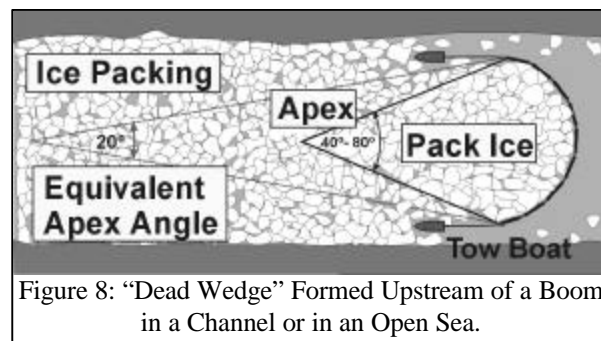 Ice Packing
Apex
20°
40°- 80°
Pack Ice
Equivalent
Apex Angle
Tow Boat
Figure 8: “Dead Wedge” Formed Upstream of a Boom
in a Channel or in an Open Sea.